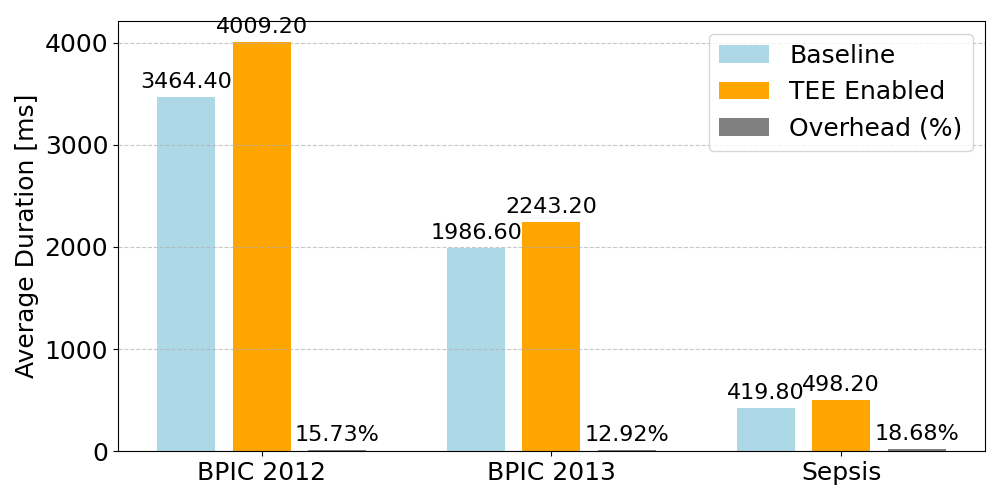 Average Duration [ms]
4000
3000
2000
1000
0
3464.40
4009.20
15.73%
1986.60
2243.20
12.92%
419.80
498.20
18.68%
BPIC 2012
BPIC 2013
Sepsis
Baseline
TEE Enabled
Overhead (%)